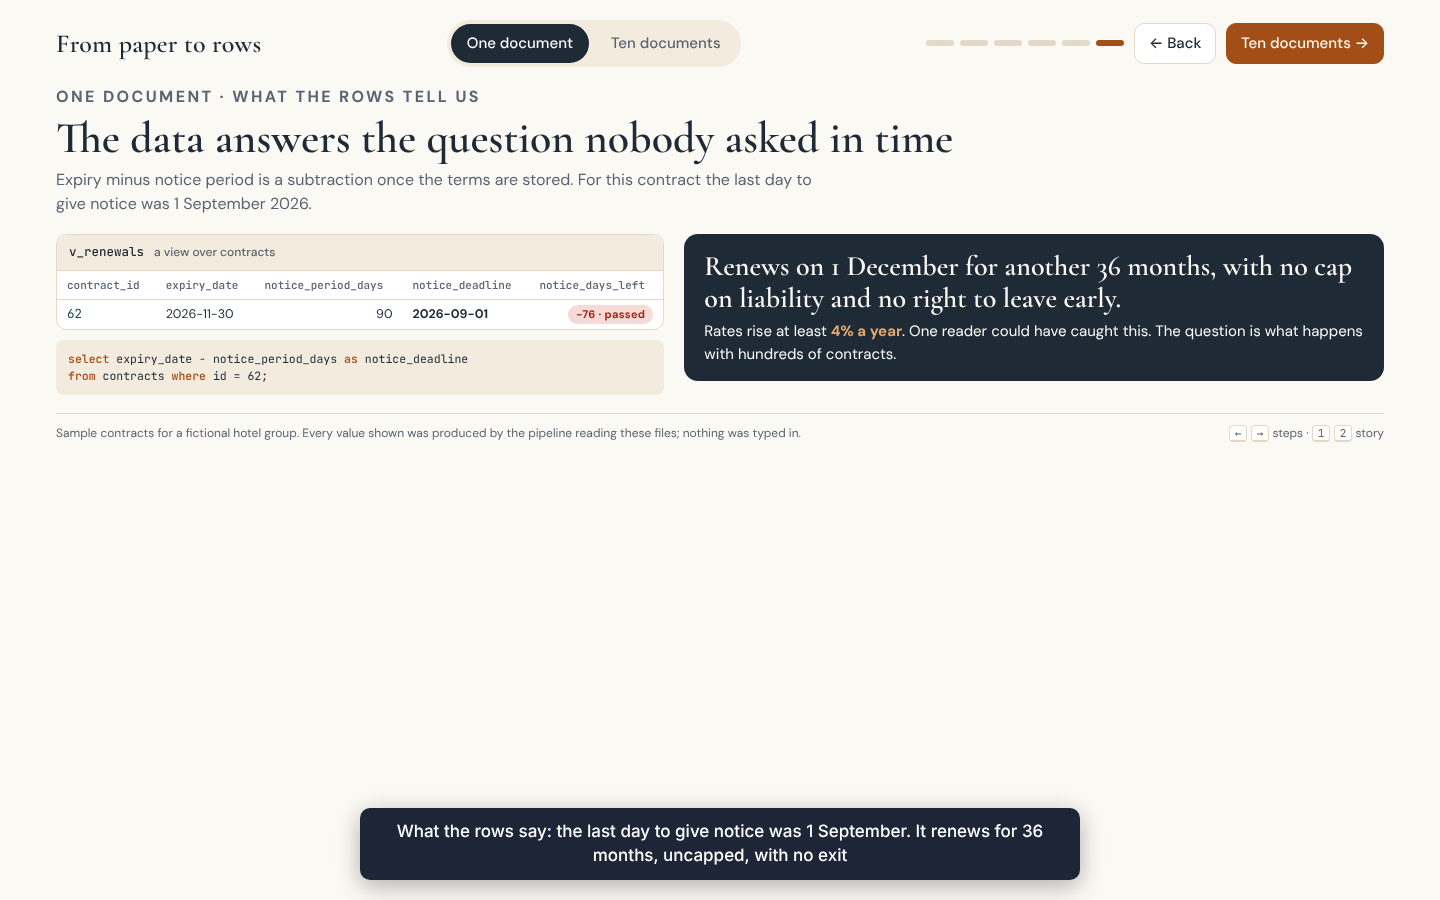 From paper to rows
One document
Ten documents
← Back
Ten documents →
ONE DOCUMENT · WHAT THE ROWS TELL US
The data answers the question nobody asked in time
Expiry minus notice period is a subtraction once the terms are stored. For this contract the last day to
give notice was 1 September 2026.
v_renewals a view over contracts
contract_id expiry_date notice_period_days notice_deadline notice_days_left
62 2026-11-30 90 2026-09-01 -76 · passed
select expiry_date - notice_period_days as notice_deadline
from contracts where id = 62;
Renews on 1 December for another 36 months, with no cap
on liability and no right to leave early.
Rates rise at least 4% a year. One reader could have caught this. The question is what happens
with hundreds of contracts.
Sample contracts for a fictional hotel group. Every value shown was produced by the pipeline reading these files; nothing was typed in.
← → steps · 1 2 story
What the rows say: the last day to give notice was 1 September. It renews for 36
months, uncapped, with no exit